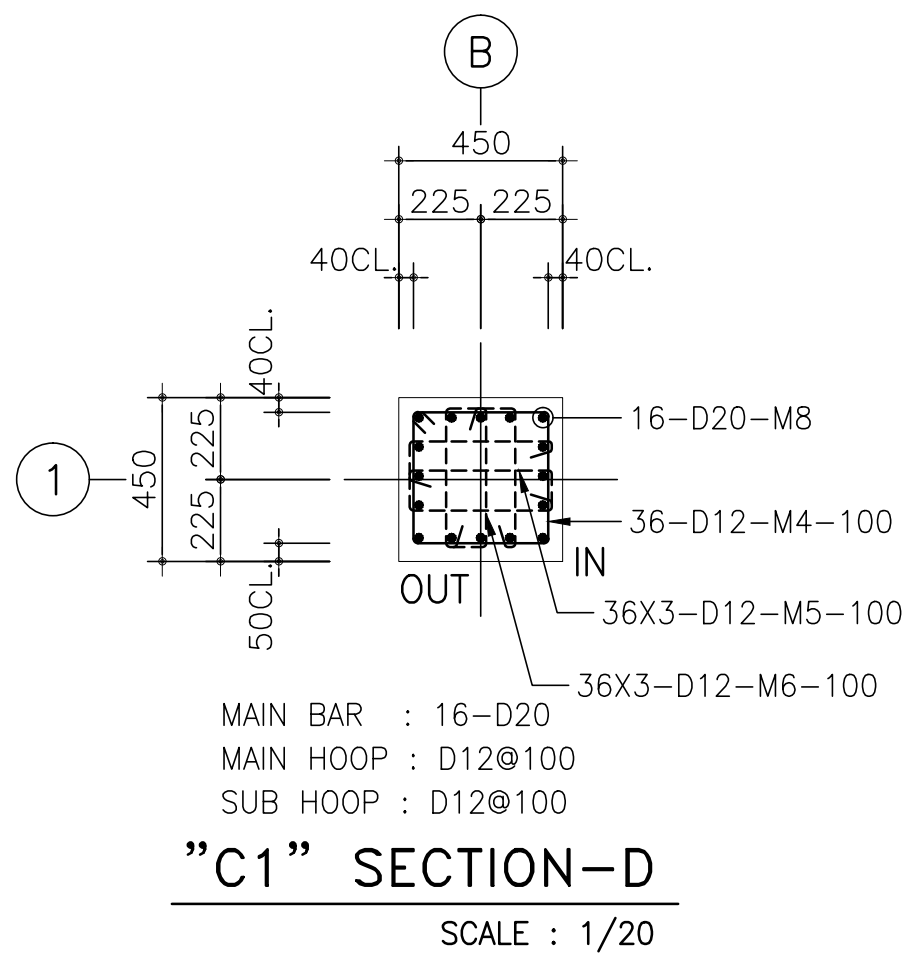 B
450
225 225
40CL. 40CL.
40CL.
225
450
225
50CL.
1
16-D20-M8
36-D12-M4-100
IN
OUT
36X3-D12-M5-100
36X3-D12-M6-100
MAIN BAR : 16-D20
MAIN HOOP : D12@100
SUB HOOP : D12@100
"C1" SECTION-D
SCALE : 1/20